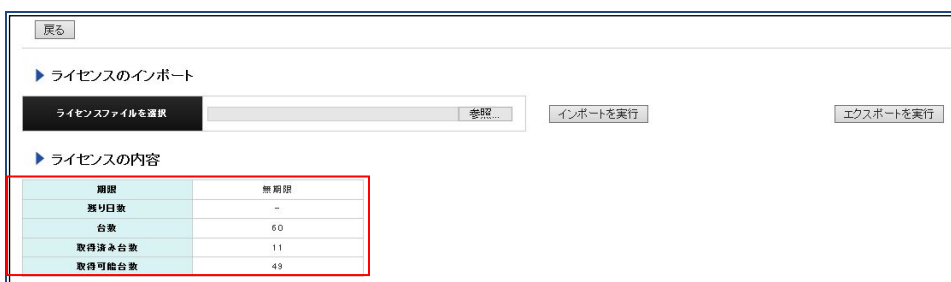 戻る
ライセンスのインポート
ライセンスファイルを選択 参照... インポートを実行 エクスポートを実行
ライセンスの内容
期限 無期限
残り日数 -
台数 60
取得済み台数 11
取得可能台数 49